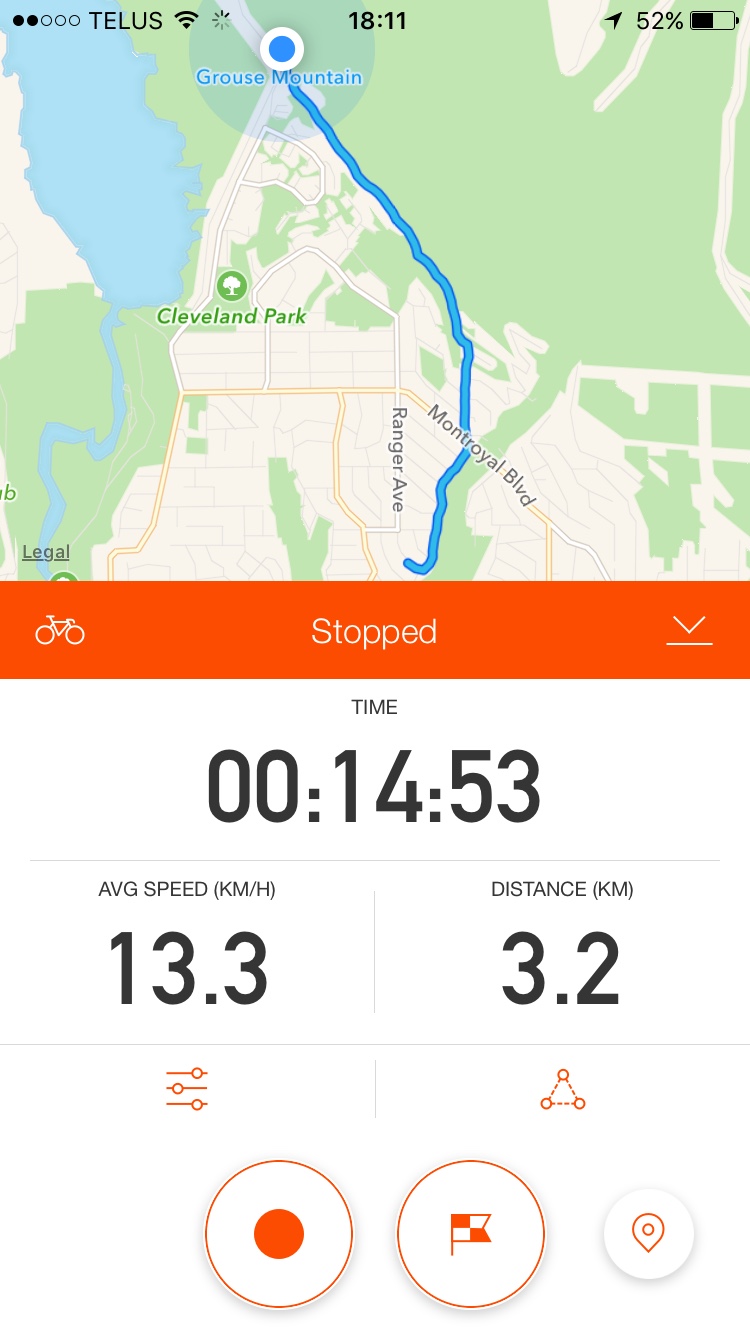 TELUS 18:11 52%
Grouse Mountain
Cleveland Park
Ranger Ave
Montroyal Blvd
Legal
Stopped
TIME
00:14:53
AVG SPEED (KM/H) DISTANCE (KM)
13.3 3.2